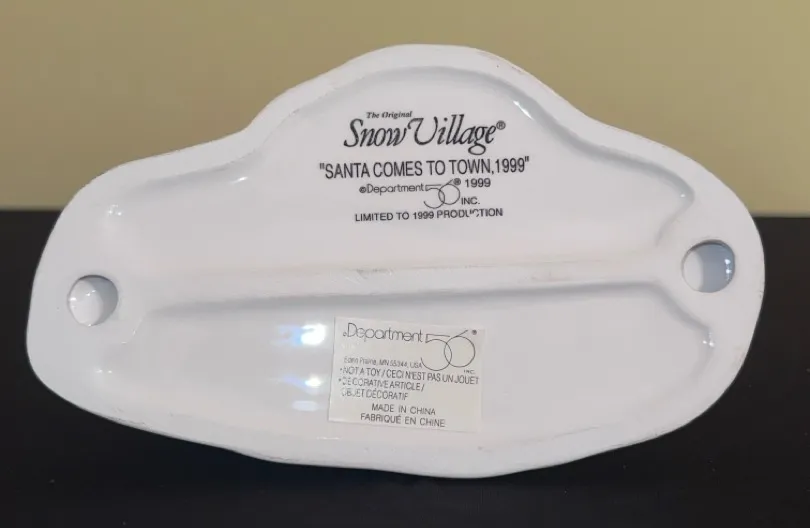 The Original
Snow Village®
"SANTA COMES TO TOWN, 1999"
©Department 56® 1999
INC.
LIMITED TO 1999 PRODUCTION
©Department 56®
INC.
Eden Prairie, MN 55344, USA
*NOT A TOY / CECI N'EST PAS UN JOUET
*DECORATIVE ARTICLE /
OBJET DÉCORATIF
MADE IN CHINA
FABRIQUÉ EN CHINE